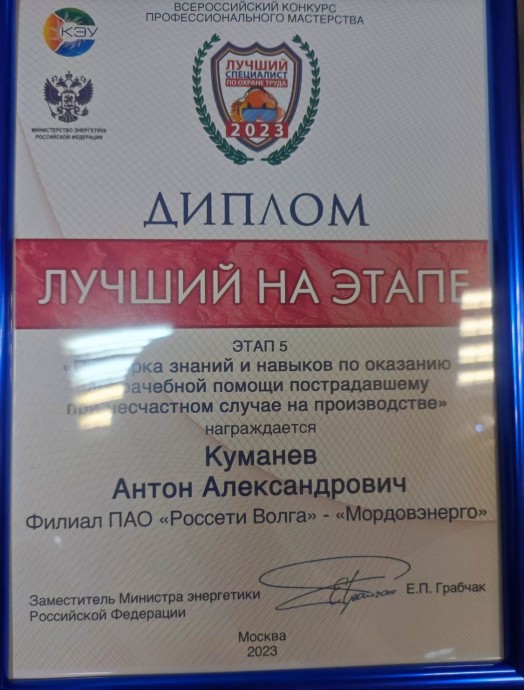 ВСЕРОССИЙСКИЙ КОНКУРС
ПРОФЕССИОНАЛЬНОГО МАСТЕРСТВА
КЭУ
МИНИСТЕРСТВО ЭНЕРГЕТИКИ
РОССИЙСКОЙ ФЕДЕРАЦИИ
ЛУЧШИЙ
СПЕЦИАЛИСТ
ПО ОХРАНЕ ТРУДА
2023
ДИПЛОМ
ЛУЧШИЙ НА ЭТАПЕ
ЭТАП 5
знаний и навыков по оказанию
помощи пострадавшему
при несчастном случае на производстве»
награждается
Куманев
Антон Александрович
Филиал ПАО «Россети Волга» - «Мордовэнерго»
Заместитель Министра энергетики
Российской Федерации
Е.П. Грабчак
Москва
2023